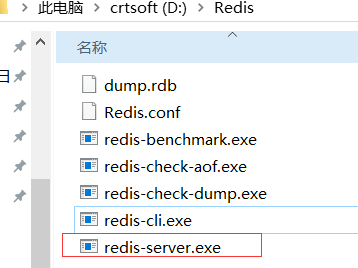 此电脑 › crtsoft (D:) › Redis
名称
日
dump.rdb
Redis.conf
redis-benchmark.exe
redis-check-aof.exe
redis-check-dump.exe
redis-cli.exe
redis-server.exe